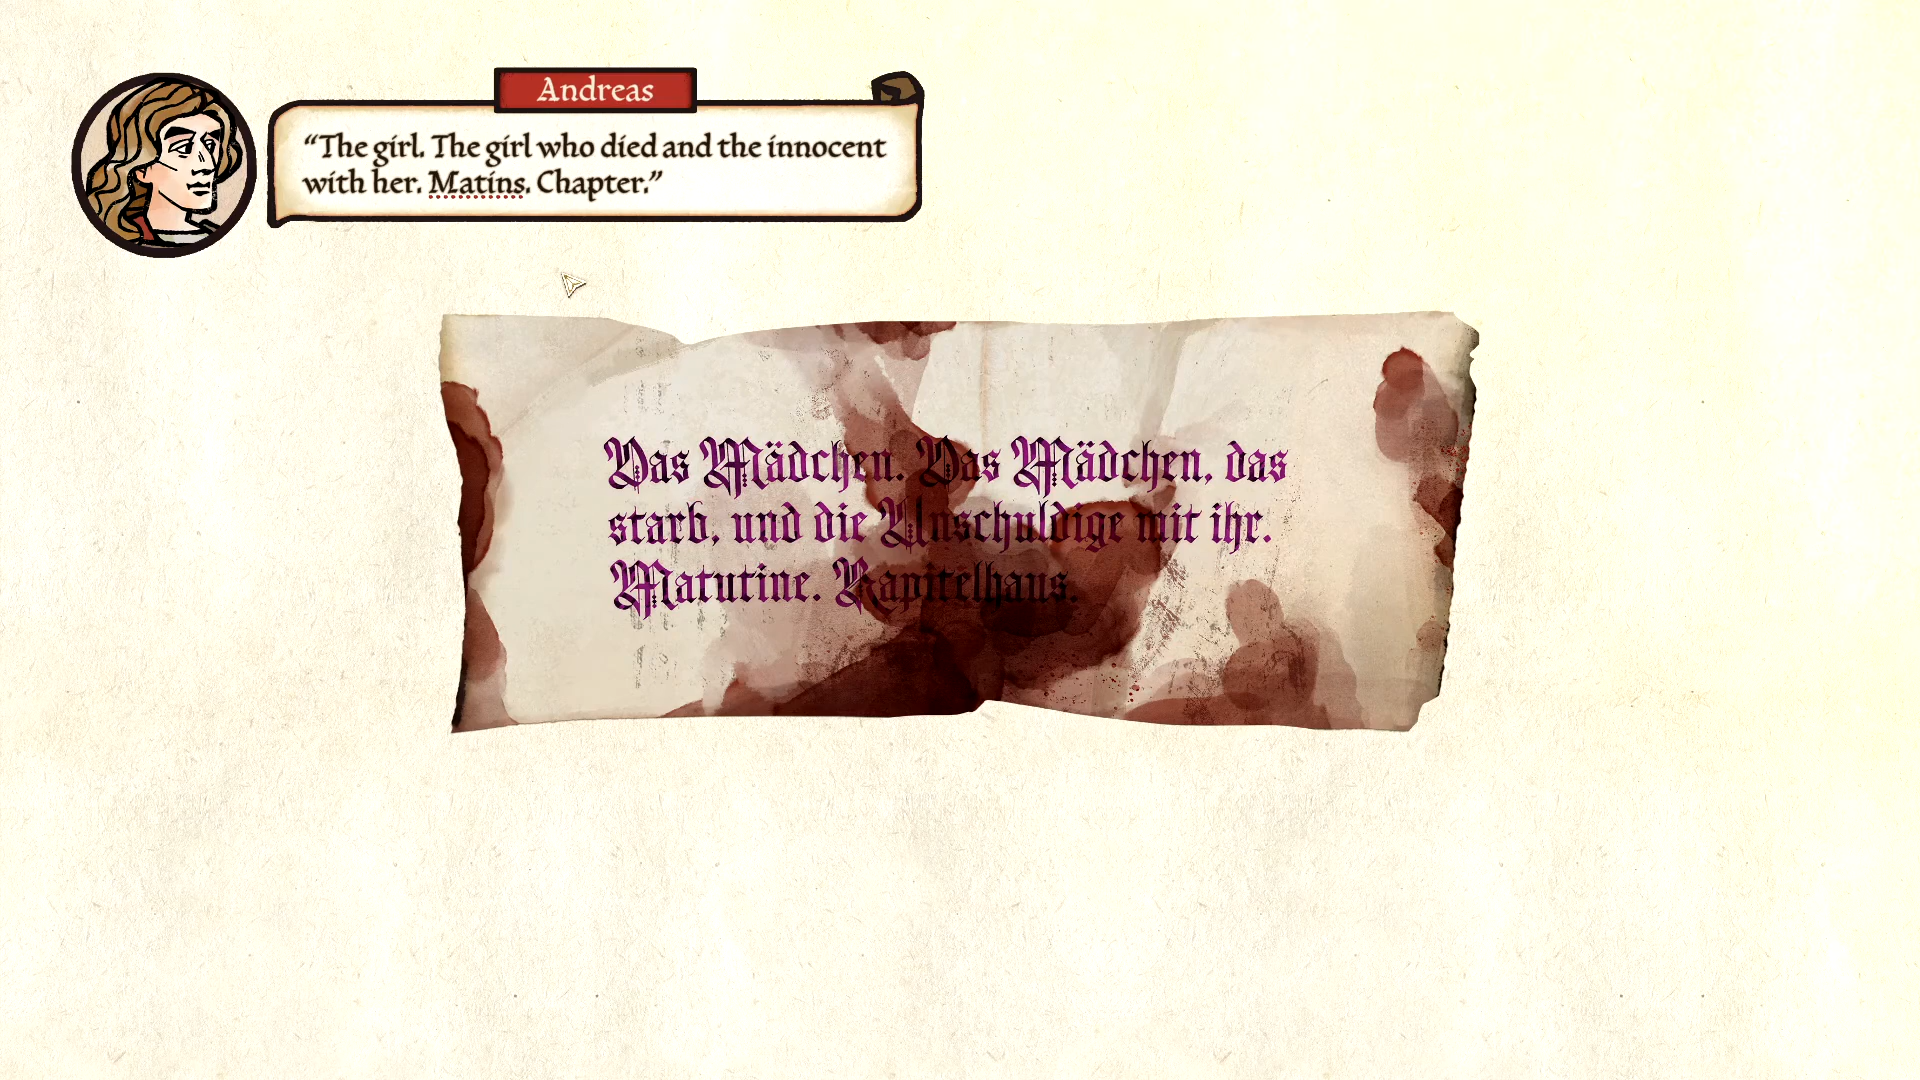 Andreas
“The girl. The girl who died and the innocent
with her. Matins. Chapter.”
Das Mädchen. Das Mädchen, das
starb, und die Unschuldige mit ihr.
Matutine. Kapitelhaus.